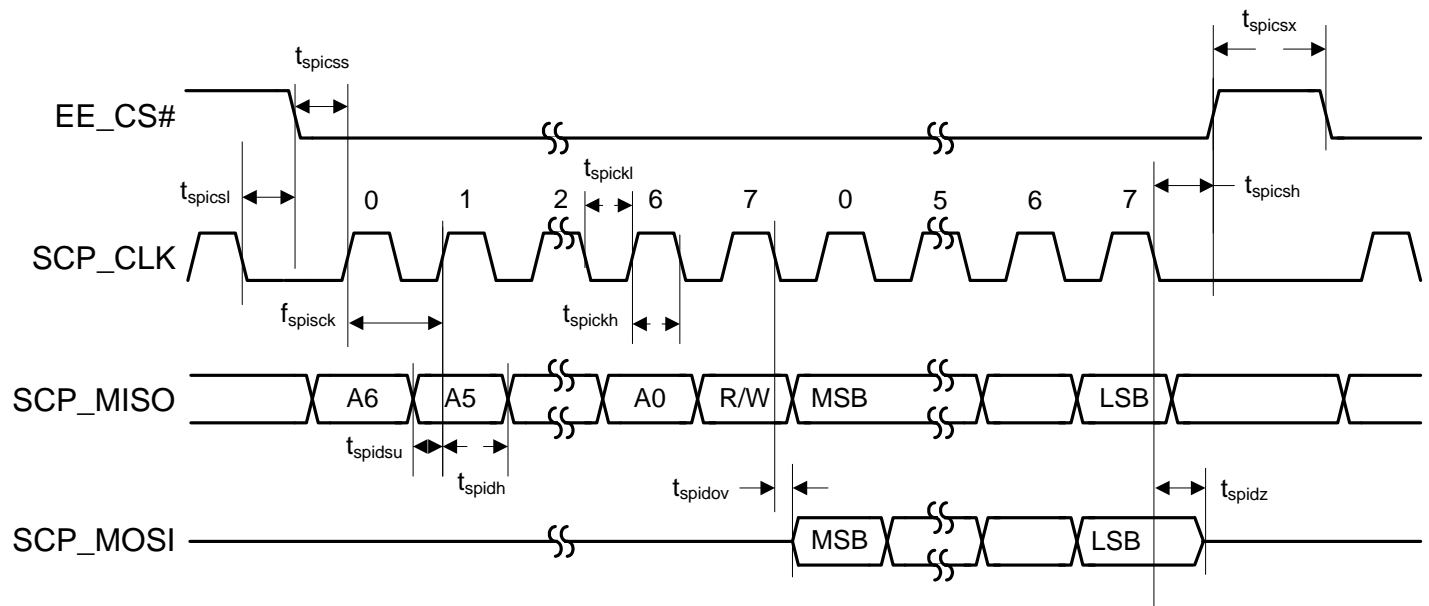 t_spicsx
t_spicss
EE_CS#
t_spickl
t_spicsl
t_spicsh
0 1 2 6 7 0 5 6 7
SCP_CLK
f_spisck
t_spickh
SCP_MISO A6 A5 A0 R/W MSB LSB
t_spidsu
t_spidh
t_spidov
t_spidz
SCP_MOSI MSB LSB